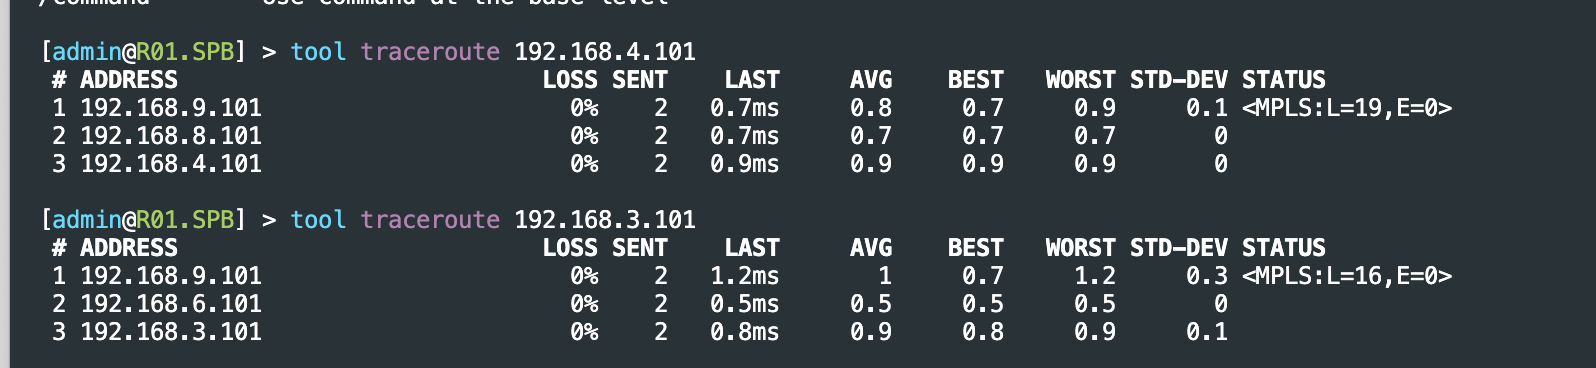 /command        Use command at the base level
[admin@R01.SPB] > tool traceroute 192.168.4.101
# ADDRESS                          LOSS SENT    LAST     AVG    BEST   WORST STD-DEV STATUS
1 192.168.9.101                      0%    2   0.7ms     0.8     0.7     0.9     0.1 <MPLS:L=19,E=0>
2 192.168.8.101                      0%    2   0.7ms     0.7     0.7     0.7       0
3 192.168.4.101                      0%    2   0.9ms     0.9     0.9     0.9       0
[admin@R01.SPB] > tool traceroute 192.168.3.101
# ADDRESS                          LOSS SENT    LAST     AVG    BEST   WORST STD-DEV STATUS
1 192.168.9.101                      0%    2   1.2ms       1     0.7     1.2     0.3 <MPLS:L=16,E=0>
2 192.168.6.101                      0%    2   0.5ms     0.5     0.5     0.5       0
3 192.168.3.101                      0%    2   0.8ms     0.9     0.8     0.9     0.1